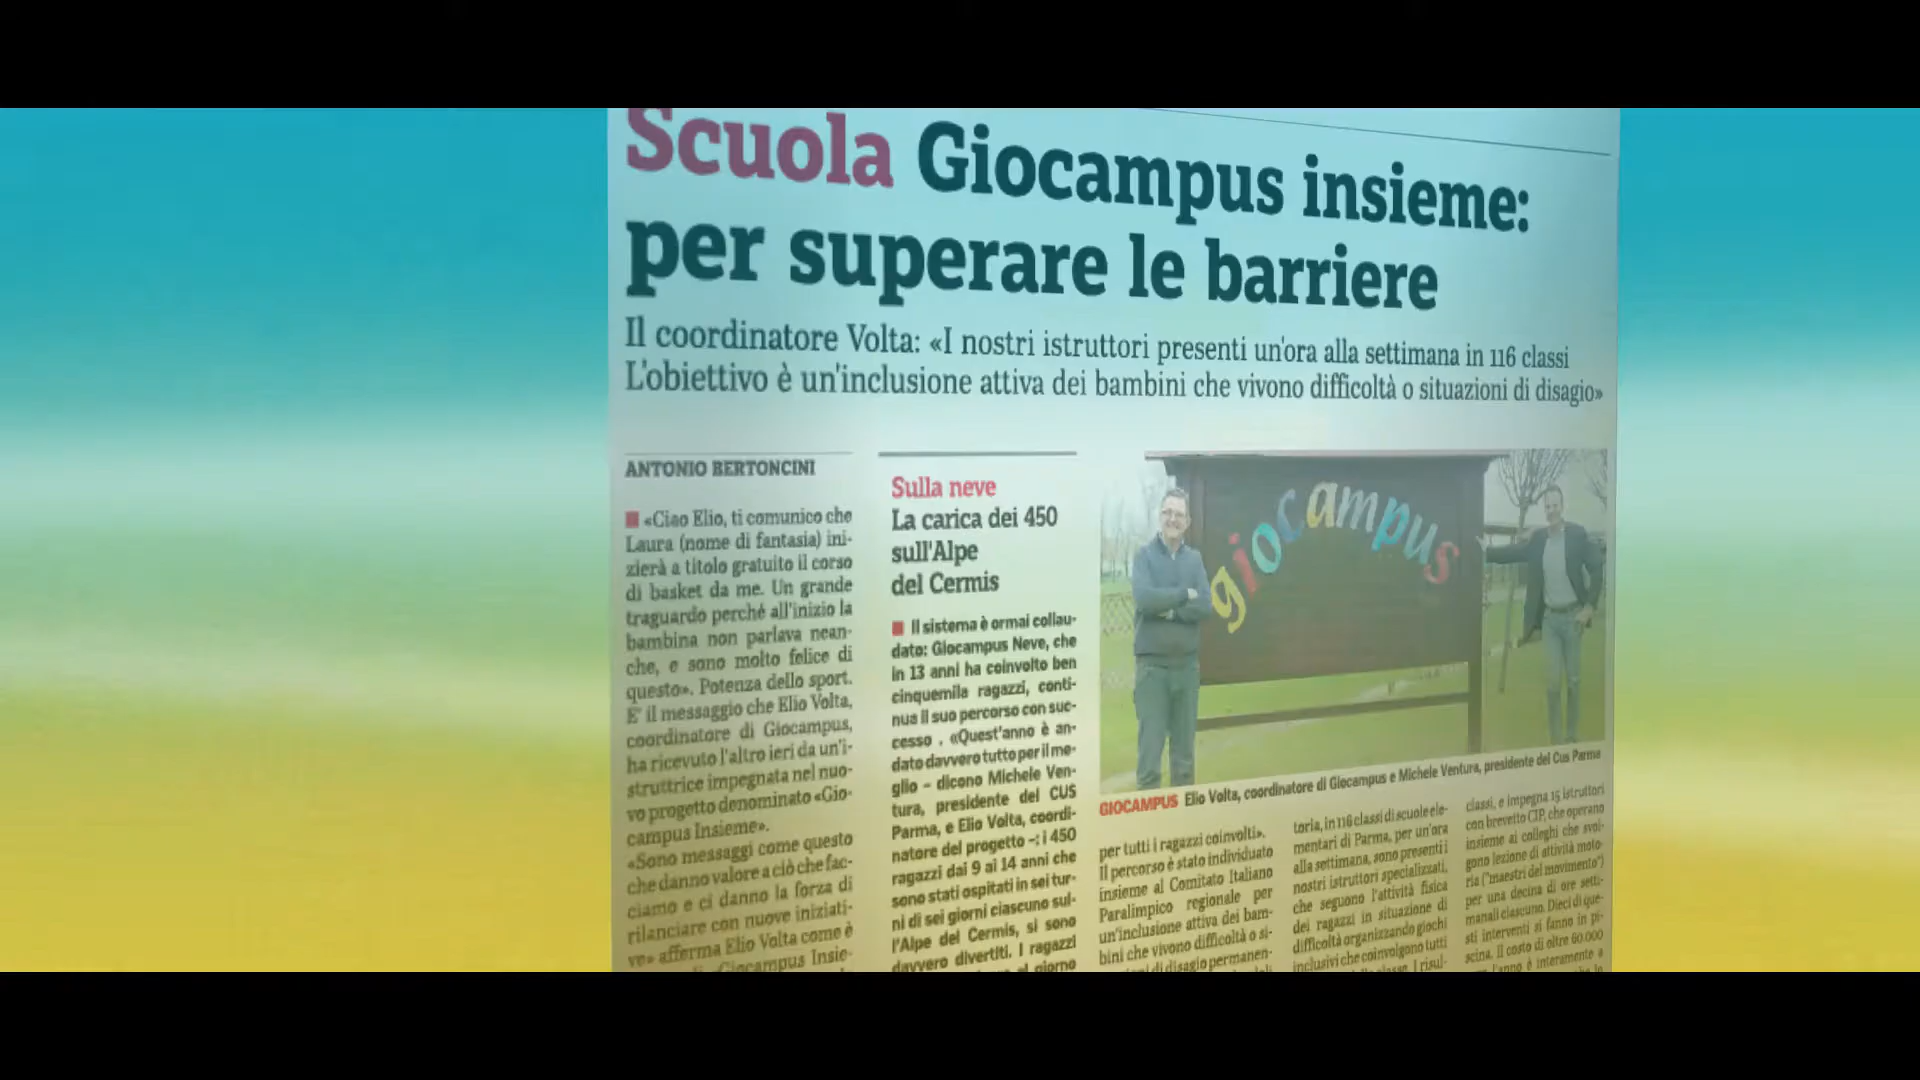 Scuola Giocampus insieme:
per superare le barriere
Il coordinatore Volta: «I nostri istruttori presenti un'ora alla settimana in 116 classi
L'obiettivo è un'inclusione attiva dei bambini che vivono difficoltà o situazioni di disagio»
ANTONIO BERTONCINI
«Ciao Elio, ti comunico che
Laura (nome di fantasia) ini-
zierà a titolo gratuito il corso
di basket da me. Un grande
traguardo perché all'inizio la
bambina non parlava nean-
che, e sono molto felice di
questo». Potenza dello sport.
E' il messaggio che Elio Volta,
coordinatore di Giocampus,
ha ricevuto l'altro ieri da un'i-
struttrice impegnata nel nuo-
vo progetto denominato «Gio-
campus Insieme».
«Sono messaggi come questo
che danno valore a ciò che fac-
ciamo e ci danno la forza di
rilanciare con nuove iniziati-
ve» afferma Elio Volta come è
Giocampus Insie-
Sulla neve
La carica dei 450
sull'Alpe
del Cermis
Il sistema è ormai collau-
dato: Giocampus Neve, che
in 13 anni ha coinvolto ben
cinquemila ragazzi, conti-
nua il suo percorso con suc-
cesso . «Quest'anno è an-
dato davvero tutto per il me-
glio – dicono Michele Ven-
tura, presidente del CUS
Parma, e Elio Volta, coordi-
natore del progetto –: i 450
ragazzi dai 9 ai 14 anni che
sono stati ospitati in sei tur-
ni di sei giorni ciascuno sul-
l'Alpe del Cermis, si sono
davvero divertiti. I ragazzi
al giorno
giocampus
GIOCAMPUS Elio Volta, coordinatore di Giocampus e Michele Ventura, presidente del Cus Parma
per tutti i ragazzi coinvolti».
Il percorso è stato individuato
insieme al Comitato Italiano
Paralimpico regionale per
un'inclusione attiva dei bam-
bini che vivono difficoltà o si-
di disagio permanen-
toria, in 116 classi di scuole ele-
mentari di Parma, per un'ora
alla settimana, sono presenti i
nostri istruttori specializzati,
che seguono l'attività fisica
dei ragazzi in situazione di
difficoltà organizzando giochi
inclusivi che coinvolgono tutti
classe. I risul-
classi, e impegna 15 istruttori
con brevetto CIP, che operano
insieme ai colleghi che svol-
gono lezione di attività moto-
ria ("maestri del movimento")
per una decina di ore setti-
manali ciascuno. Dieci di que-
sti interventi si fanno in pi-
scina. Il costo di oltre 60.000
l'anno è interamente a